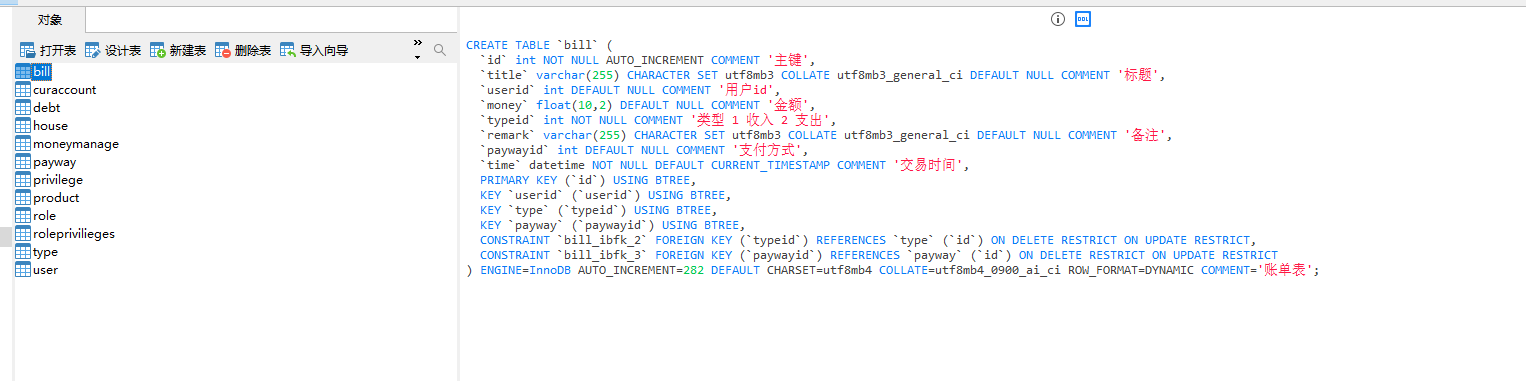 对象
打开表 设计表 新建表 删除表 导入向导 »
bill
curaccount
debt
house
moneymanage
payway
privilege
product
role
roleprivilieges
type
user
DDL
CREATE TABLE `bill` (
  `id` int NOT NULL AUTO_INCREMENT COMMENT '主键',
  `title` varchar(255) CHARACTER SET utf8mb3 COLLATE utf8mb3_general_ci DEFAULT NULL COMMENT '标题',
  `userid` int DEFAULT NULL COMMENT '用户id',
  `money` float(10,2) DEFAULT NULL COMMENT '金额',
  `typeid` int NOT NULL COMMENT '类型 1 收入 2 支出',
  `remark` varchar(255) CHARACTER SET utf8mb3 COLLATE utf8mb3_general_ci DEFAULT NULL COMMENT '备注',
  `paywayid` int DEFAULT NULL COMMENT '支付方式',
  `time` datetime NOT NULL DEFAULT CURRENT_TIMESTAMP COMMENT '交易时间',
  PRIMARY KEY (`id`) USING BTREE,
  KEY `userid` (`userid`) USING BTREE,
  KEY `type` (`typeid`) USING BTREE,
  KEY `payway` (`paywayid`) USING BTREE,
  CONSTRAINT `bill_ibfk_2` FOREIGN KEY (`typeid`) REFERENCES `type` (`id`) ON DELETE RESTRICT ON UPDATE RESTRICT,
  CONSTRAINT `bill_ibfk_3` FOREIGN KEY (`paywayid`) REFERENCES `payway` (`id`) ON DELETE RESTRICT ON UPDATE RESTRICT
) ENGINE=InnoDB AUTO_INCREMENT=282 DEFAULT CHARSET=utf8mb4 COLLATE=utf8mb4_0900_ai_ci ROW_FORMAT=DYNAMIC COMMENT='账单表';